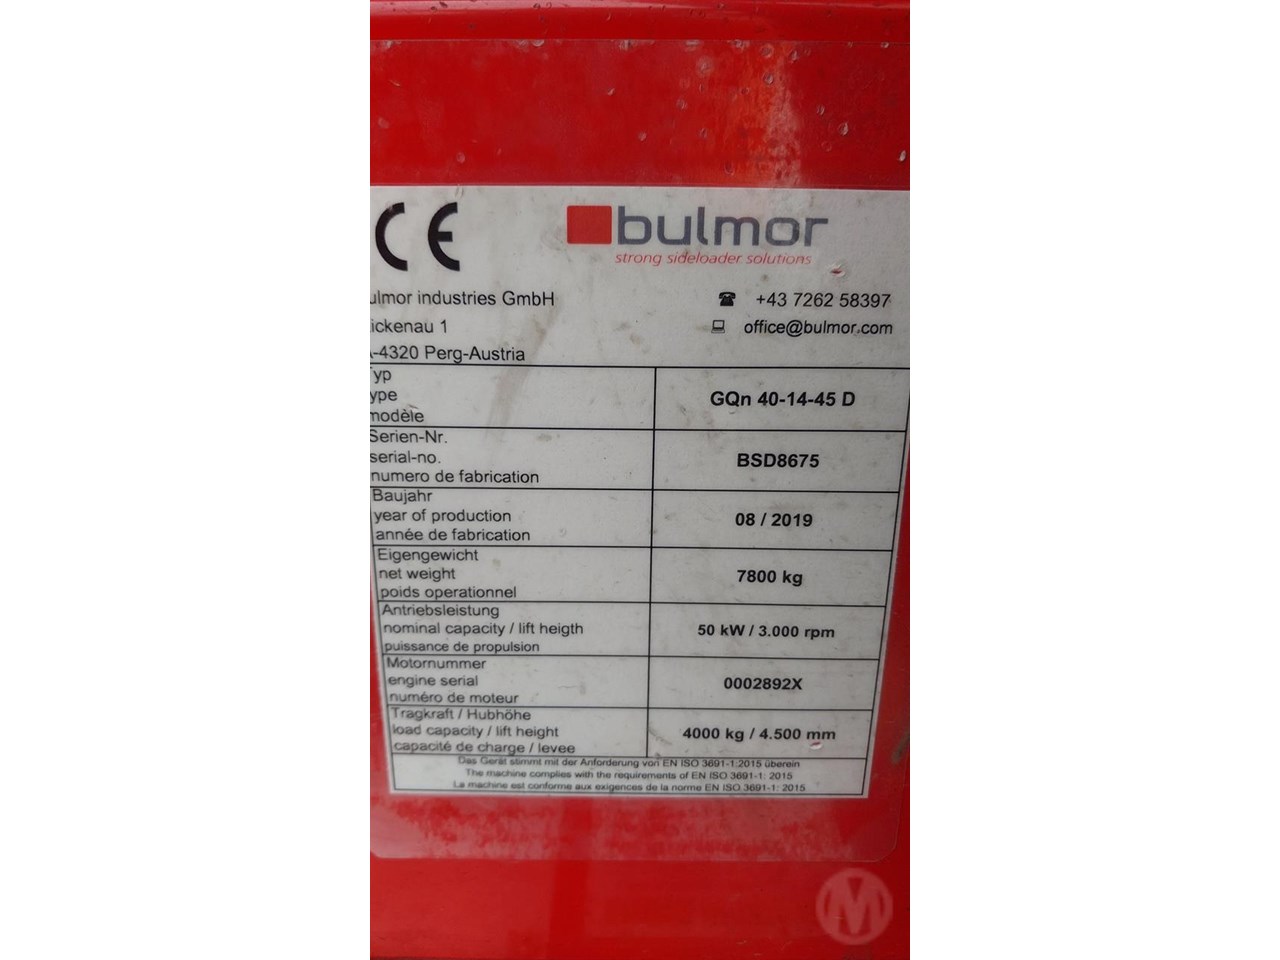 CE
bulmor
strong sideloader solutions
ulmor industries GmbH
+43 7262 58397
ickenau 1
office@bulmor.com
A-4320 Perg-Austria
Typ
ype
modèle
GQn 40-14-45 D
Serien-Nr.
serial-no.
numero de fabrication
BSD8675
Baujahr
year of production
année de fabrication
08 / 2019
Eigengewicht
net weight
poids operationnel
7800 kg
Antriebsleistung
nominal capacity / lift heigth
puissance de propulsion
50 kW / 3.000 rpm
Motornummer
engine serial
numéro de moteur
0002892X
Tragkraft / Hubhöhe
load capacity / lift height
capacité de charge / levee
4000 kg / 4.500 mm
Das Gerät stimmt mit der Anforderung von EN ISO 3691-1:2015 überein
The machine complies with the requirements of EN ISO 3691-1: 2015
La machine est conforme aux exigences de la norme EN ISO 3691-1: 2015
M